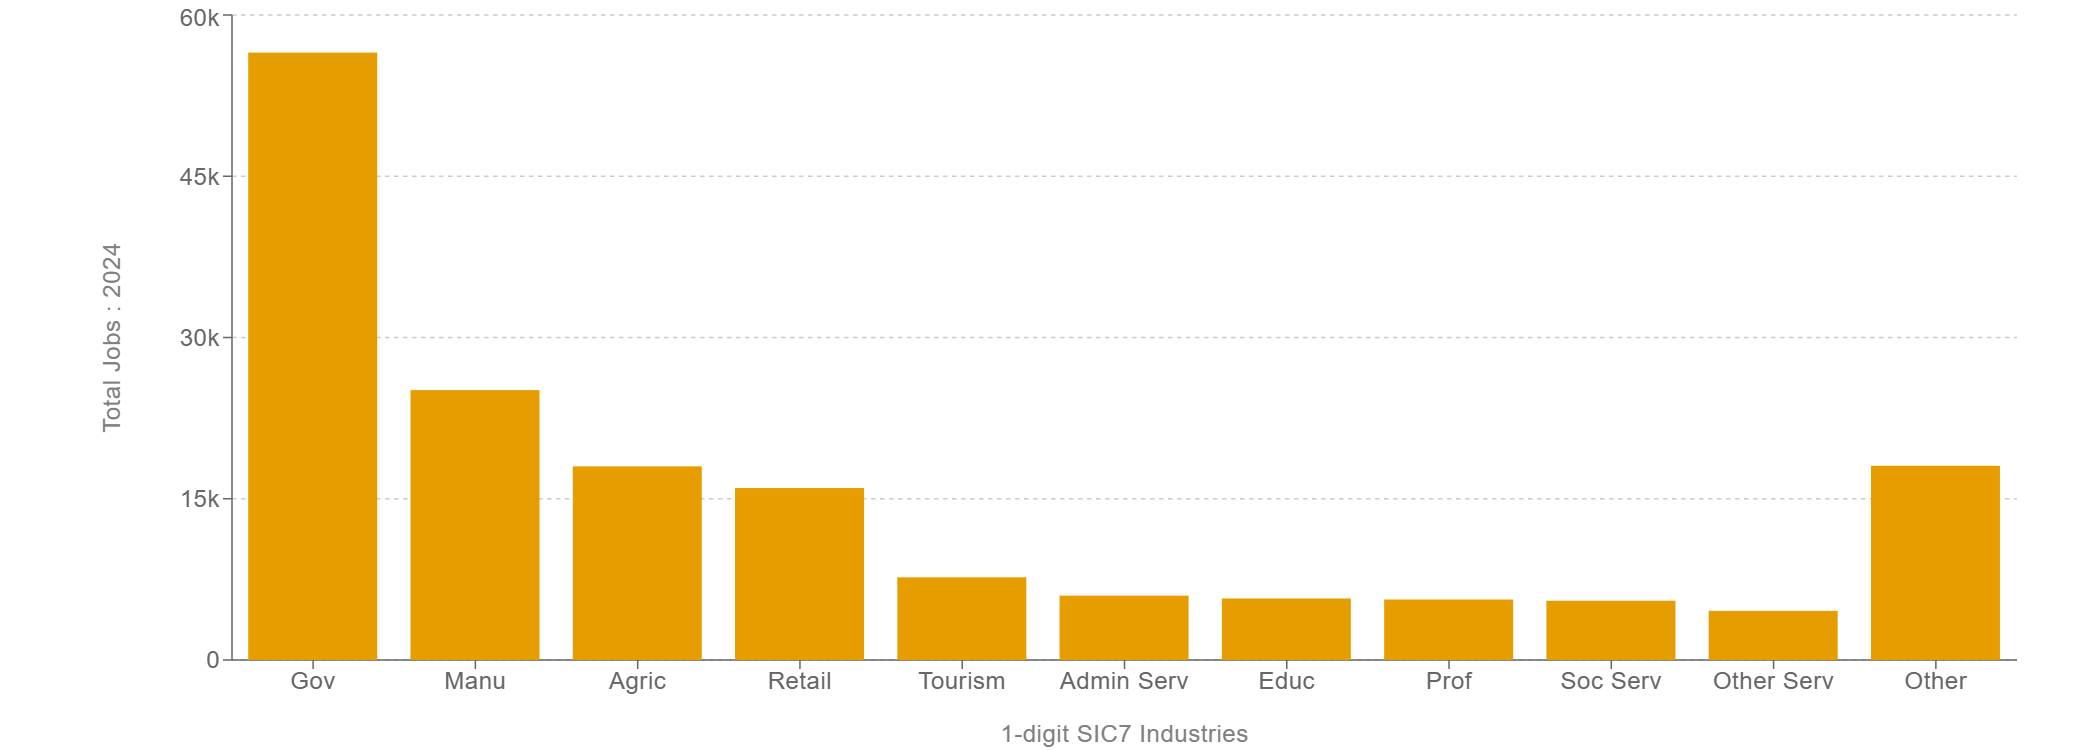 60k
45k
30k
15k
0
Total Jobs : 2024
Gov Manu Agric Retail Tourism Admin Serv Educ Prof Soc Serv Other Serv Other
1-digit SIC7 Industries